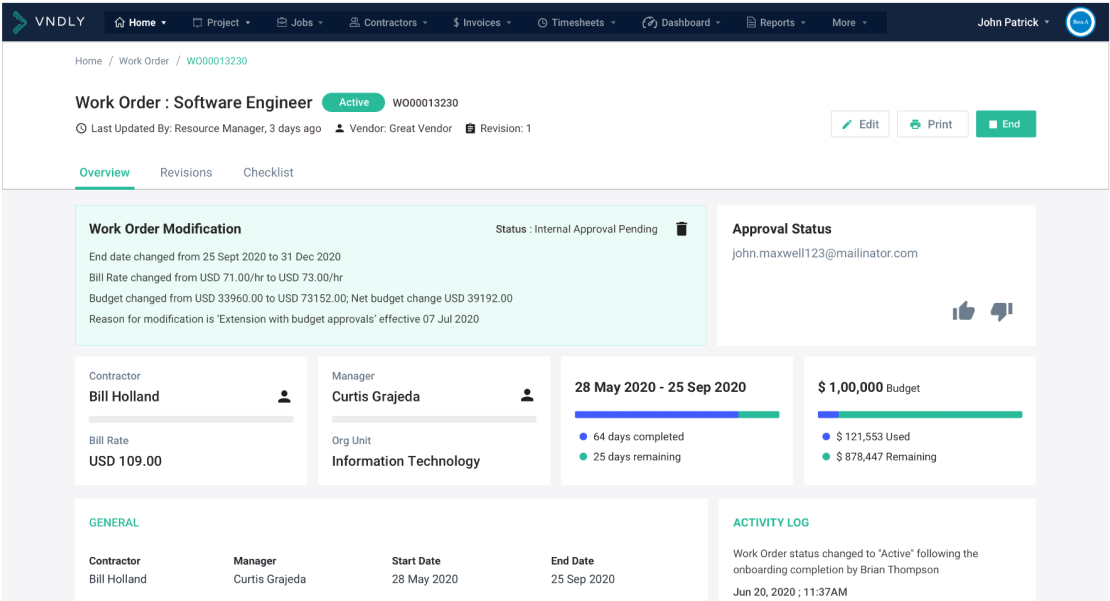 VNDLY Home Project Jobs Contractors $ Invoices Timesheets Dashboard Reports More John Patrick Beta A
Home / Work Order / WO00013230
Work Order : Software Engineer Active WO00013230
Last Updated By: Resource Manager, 3 days ago Vendor: Great Vendor Revision: 1
Edit Print End
Overview Revisions Checklist
Work Order Modification Status : Internal Approval Pending
End date changed from 25 Sept 2020 to 31 Dec 2020
Bill Rate changed from USD 71.00/hr to USD 73.00/hr
Budget changed from USD 33960.00 to USD 73152.00; Net budget change USD 39192.00
Reason for modification is ‘Extension with budget approvals’ effective 07 Jul 2020
Approval Status
john.maxwell123@mailinator.com
Contractor
Bill Holland
Bill Rate
USD 109.00
Manager
Curtis Grajeda
Org Unit
Information Technology
28 May 2020 - 25 Sep 2020
64 days completed
25 days remaining
$ 1,00,000 Budget
$ 121,553 Used
$ 878,447 Remaining
GENERAL
Contractor Manager Start Date End Date
Bill Holland Curtis Grajeda 28 May 2020 25 Sep 2020
ACTIVITY LOG
Work Order status changed to "Active" following the
onboarding completion by Brian Thompson
Jun 20, 2020 ; 11:37AM